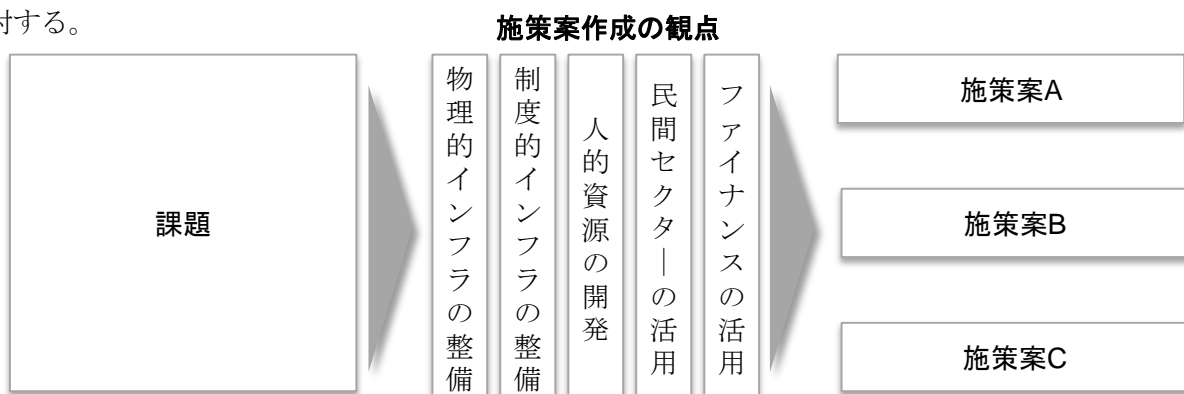 対する。
施策案作成の観点
課題
物理的インフラの整備
制度的インフラの整備
人的資源の開発
民間セクターの活用
ファイナンスの活用
施策案A
施策案B
施策案C